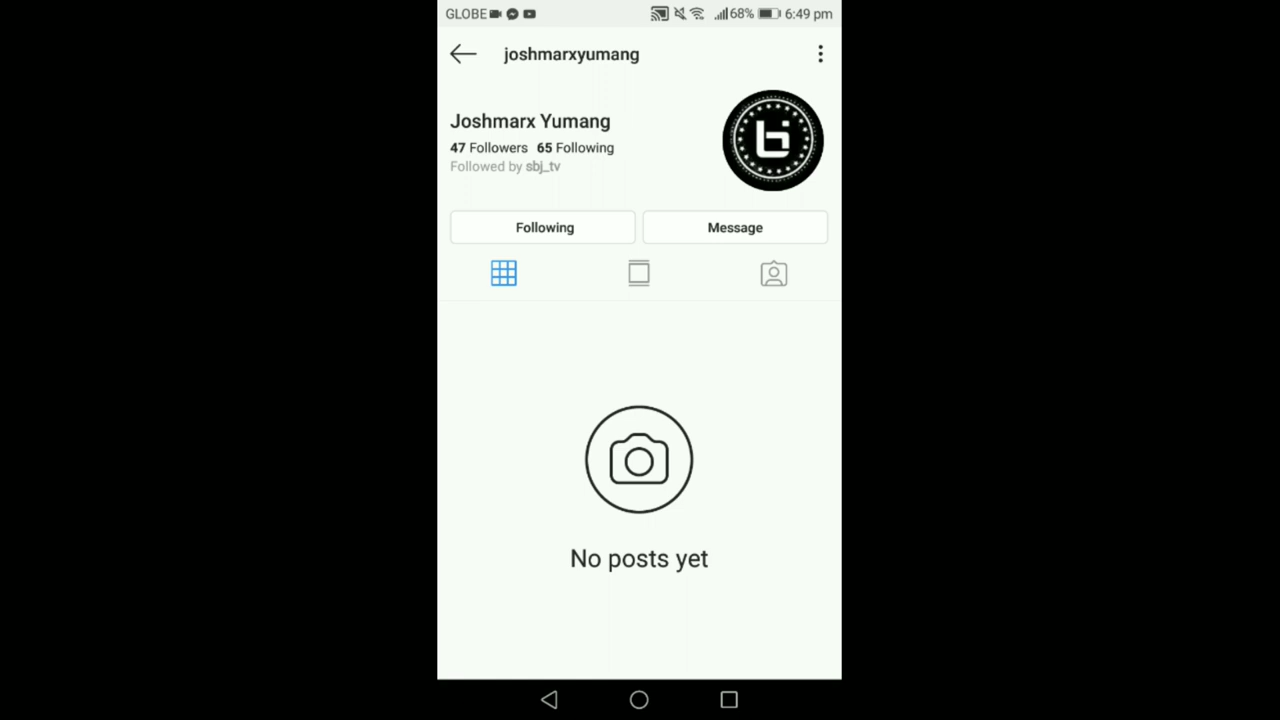 GLOBE 68% 6:49 pm
joshmarxyumang
Joshmarx Yumang
47 Followers 65 Following
Followed by sbj_tv
Following Message
No posts yet